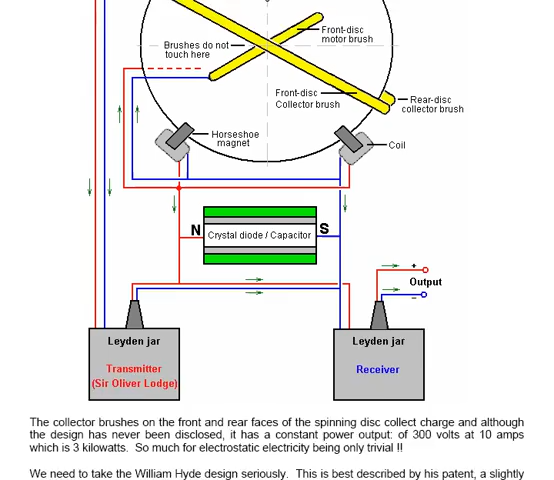 Front-disc
motor brush
Brushes do not
touch here
Front-disc
Collector brush
Rear-disc
collector brush
Horseshoe
magnet
Coil
N
Crystal diode / Capacitor
S
+
Output
–
Leyden jar
Transmitter
(Sir Oliver Lodge)
Leyden jar
Receiver
The collector brushes on the front and rear faces of the spinning disc collect charge and although
the design has never been disclosed, it has a constant power output: of 300 volts at 10 amps
which is 3 kilowatts. So much for electrostatic electricity being only trivial !!
We need to take the William Hyde design seriously. This is best described by his patent, a slightly